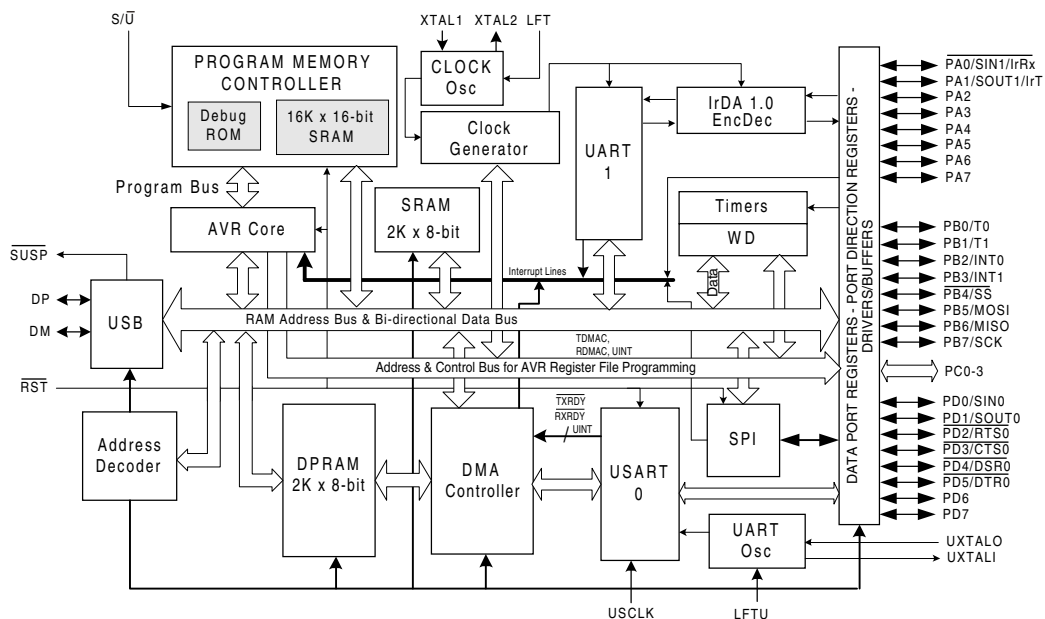 S/U
XTAL1
XTAL2
LFT
PROGRAM MEMORY
CONTROLLER
Debug
ROM
16K x 16-bit
SRAM
CLOCK
Osc
Clock
Generator
UART
1
IrDA 1.0
EncDec
Program Bus
AVR Core
SRAM
2K x 8-bit
Timers
WD
Data
Interrupt Lines
SUSP
DP
DM
USB
RAM Address Bus & Bi-directional Data Bus
TDMAC,
RDMAC, UINT
Address & Control Bus for AVR Register File Programming
RST
Address
Decoder
DPRAM
2K x 8-bit
DMA
Controller
TXRDY
RXRDY
UINT
USART
0
SPI
UART
Osc
USCLK
LFTU
DATA PORT REGISTERS - PORT DIRECTION REGISTERS -
DRIVERS/BUFFERS
PA0/SIN1/IrRx
PA1/SOUT1/IrT
PA2
PA3
PA4
PA5
PA6
PA7
PB0/T0
PB1/T1
PB2/INT0
PB3/INT1
PB4/SS
PB5/MOSI
PB6/MISO
PB7/SCK
PC0-3
PD0/SIN0
PD1/SOUT0
PD2/RTS0
PD3/CTS0
PD4/DSR0
PD5/DTR0
PD6
PD7
UXTALO
UXTALI